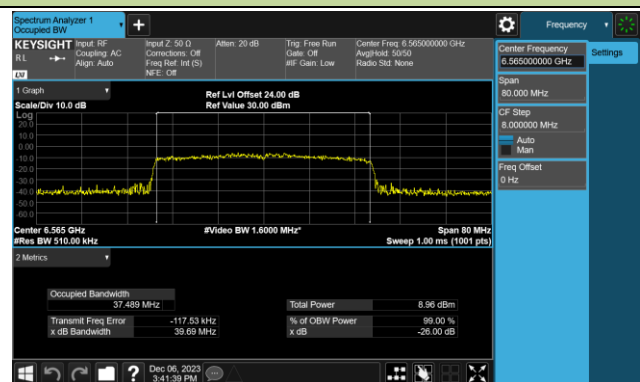 Spectrum Analyzer 1
Occupied BW
Frequency
KEYSIGHT
R L
Align: Auto
LXI
Input: RF
Coupling: AC
Input Z: 50 Ω
Corrections: Off
Freq Ref: Int (S)
NFE: Off
Atten: 20 dB
Trig: Free Run
Gate: Off
#IF Gain: Low
Center Freq: 6.565000000 GHz
Avg|Hold: 50/50
Radio Std: None
Center Frequency
6.565000000 GHz
Settings
Span
80.000 MHz
CF Step
8.000000 MHz
Auto
Man
Freq Offset
0 Hz
1 Graph
Scale/Div 10.0 dB
Ref Lvl Offset 24.00 dB
Ref Value 30.00 dBm
Log
20.0
10.0
0.00
-10.0
-20.0
-30.0
-40.0
-50.0
-60.0
Center 6.565 GHz
#Res BW 510.00 kHz
#Video BW 1.6000 MHz*
Span 80 MHz
Sweep 1.00 ms (1001 pts)
2 Metrics
Occupied Bandwidth
37.489 MHz
Transmit Freq Error -117.53 kHz
x dB Bandwidth 39.69 MHz
Total Power 8.96 dBm
% of OBW Power 99.00 %
x dB -26.00 dB
Dec 06, 2023
3:41:39 PM